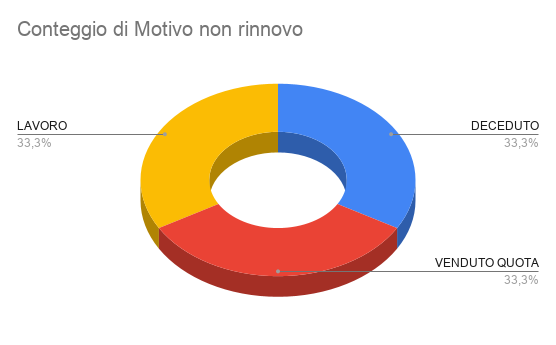 Conteggio di Motivo non rinnovo
LAVORO
33,3%
DECEDUTO
33,3%
VENDUTO QUOTA
33,3%